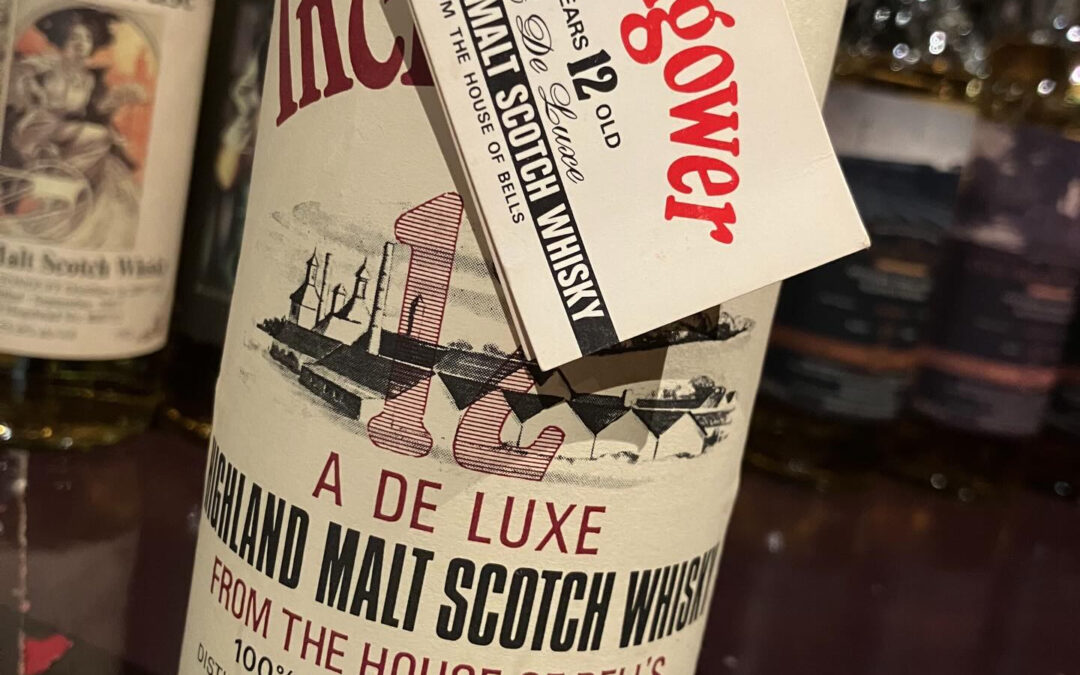 gower
YEARS 12 OLD
De Luxe
MALT SCOTCH WHISKY
THE HOUSE OF BELLS
12
A DE LUXE
HIGHLAND MALT SCOTCH WHISKY
FROM THE HOUSE OF BELL'S
100%
Malt Scotch Whisky